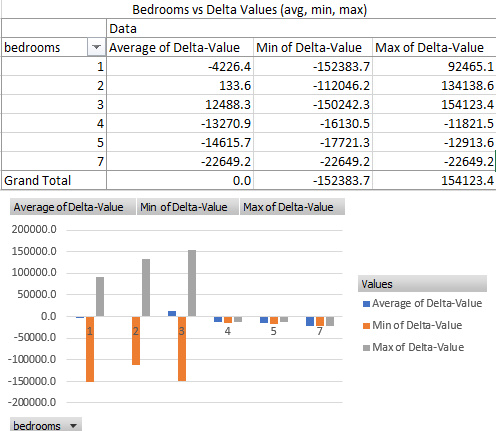 Bedrooms vs Delta Values (avg, min, max)
Data
bedrooms Average of Delta-Value Min of Delta-Value Max of Delta-Value
1 -4226.4 -152383.7 92465.1
2 133.6 -112046.2 134138.6
3 12488.3 -150242.3 154123.4
4 -13270.9 -16130.5 -11821.5
5 -14615.7 -17721.3 -12913.6
7 -22649.2 -22649.2 -22649.2
Grand Total 0.0 -152383.7 154123.4
Average of Delta-Value Min of Delta-Value Max of Delta-Value
200000.0
150000.0
100000.0
50000.0
0.0
1 2 3 4 5 7
-50000.0
-100000.0
-150000.0
-200000.0
Values
Average of Delta-Value
Min of Delta-Value
Max of Delta-Value
bedrooms